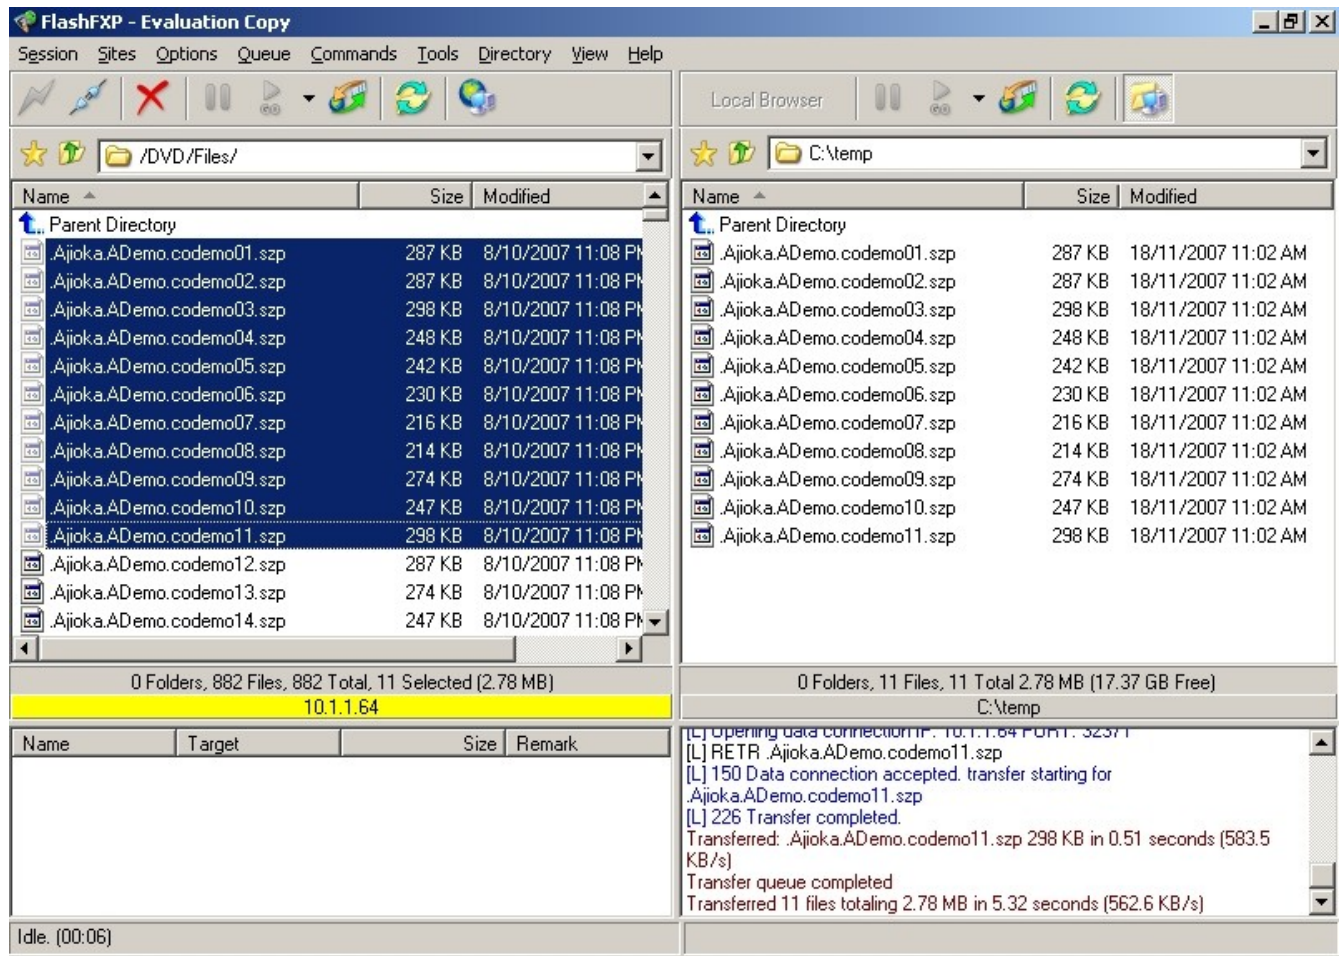 FlashFXP - Evaluation Copy
Session Sites Options Queue Commands Tools Directory View Help
Local Browser
/DVD/Files/
Name Size Modified
Parent Directory
.Ajioka.ADemo.codemo01.szp 287 KB 8/10/2007 11:08 PM
.Ajioka.ADemo.codemo02.szp 287 KB 8/10/2007 11:08 PM
.Ajioka.ADemo.codemo03.szp 298 KB 8/10/2007 11:08 PM
.Ajioka.ADemo.codemo04.szp 248 KB 8/10/2007 11:08 PM
.Ajioka.ADemo.codemo05.szp 242 KB 8/10/2007 11:08 PM
.Ajioka.ADemo.codemo06.szp 230 KB 8/10/2007 11:08 PM
.Ajioka.ADemo.codemo07.szp 216 KB 8/10/2007 11:08 PM
.Ajioka.ADemo.codemo08.szp 214 KB 8/10/2007 11:08 PM
.Ajioka.ADemo.codemo09.szp 274 KB 8/10/2007 11:08 PM
.Ajioka.ADemo.codemo10.szp 247 KB 8/10/2007 11:08 PM
.Ajioka.ADemo.codemo11.szp 298 KB 8/10/2007 11:08 PM
.Ajioka.ADemo.codemo12.szp 287 KB 8/10/2007 11:08 PM
.Ajioka.ADemo.codemo13.szp 274 KB 8/10/2007 11:08 PM
.Ajioka.ADemo.codemo14.szp 247 KB 8/10/2007 11:08 PM
0 Folders, 882 Files, 882 Total, 11 Selected (2.78 MB)
10.1.1.64
C:\temp
Name Size Modified
Parent Directory
.Ajioka.ADemo.codemo01.szp 287 KB 18/11/2007 11:02 AM
.Ajioka.ADemo.codemo02.szp 287 KB 18/11/2007 11:02 AM
.Ajioka.ADemo.codemo03.szp 298 KB 18/11/2007 11:02 AM
.Ajioka.ADemo.codemo04.szp 248 KB 18/11/2007 11:02 AM
.Ajioka.ADemo.codemo05.szp 242 KB 18/11/2007 11:02 AM
.Ajioka.ADemo.codemo06.szp 230 KB 18/11/2007 11:02 AM
.Ajioka.ADemo.codemo07.szp 216 KB 18/11/2007 11:02 AM
.Ajioka.ADemo.codemo08.szp 214 KB 18/11/2007 11:02 AM
.Ajioka.ADemo.codemo09.szp 274 KB 18/11/2007 11:02 AM
.Ajioka.ADemo.codemo10.szp 247 KB 18/11/2007 11:02 AM
.Ajioka.ADemo.codemo11.szp 298 KB 18/11/2007 11:02 AM
0 Folders, 11 Files, 11 Total 2.78 MB (17.37 GB Free)
C:\temp
Name Target Size Remark
[L] Opening data connection IP: 10.1.1.64 PORT: 32371
[L] RETR .Ajioka.ADemo.codemo11.szp
[L] 150 Data connection accepted. transfer starting for
.Ajioka.ADemo.codemo11.szp
[L] 226 Transfer completed.
Transferred: .Ajioka.ADemo.codemo11.szp 298 KB in 0.51 seconds (583.5
KB/s)
Transfer queue completed
Transferred 11 files totaling 2.78 MB in 5.32 seconds (562.6 KB/s)
Idle. (00:06)